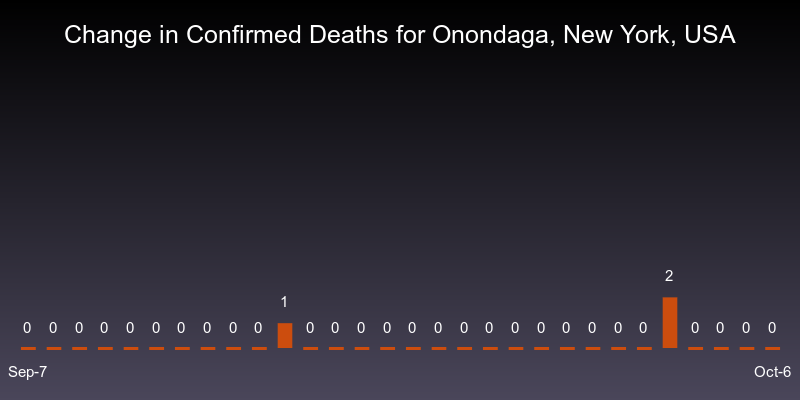 Change in Confirmed Deaths for Onondaga, New York, USA
2
1
0 0 0 0 0 0 0 0 0 0 0 0 0 0 0 0 0 0 0 0 0 0 0 0 0 0 0 0
Sep-7 Oct-6